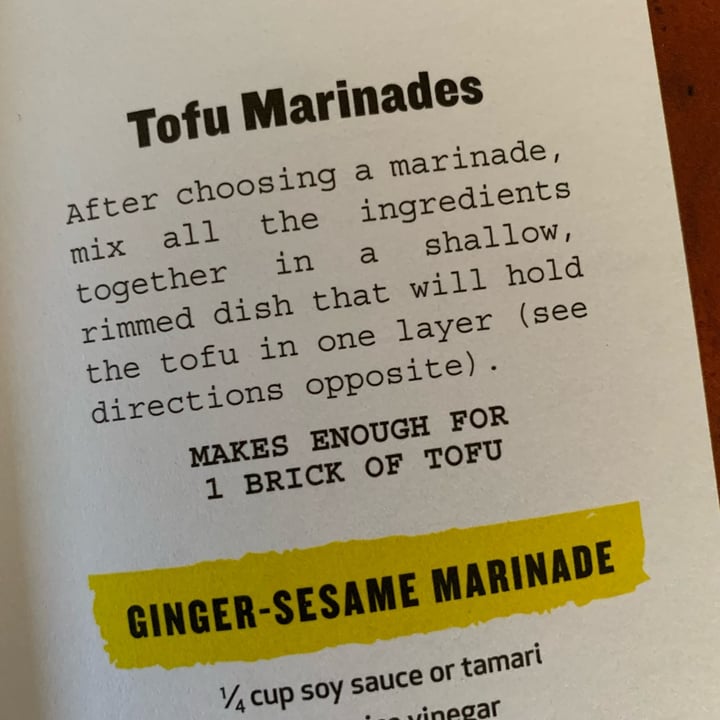 Tofu Marinades
After choosing a marinade,
mix all the ingredients
together in a shallow,
rimmed dish that will hold
the tofu in one layer (see
directions opposite).
MAKES ENOUGH FOR
1 BRICK OF TOFU
GINGER-SESAME MARINADE
¼ cup soy sauce or tamari
vinegar